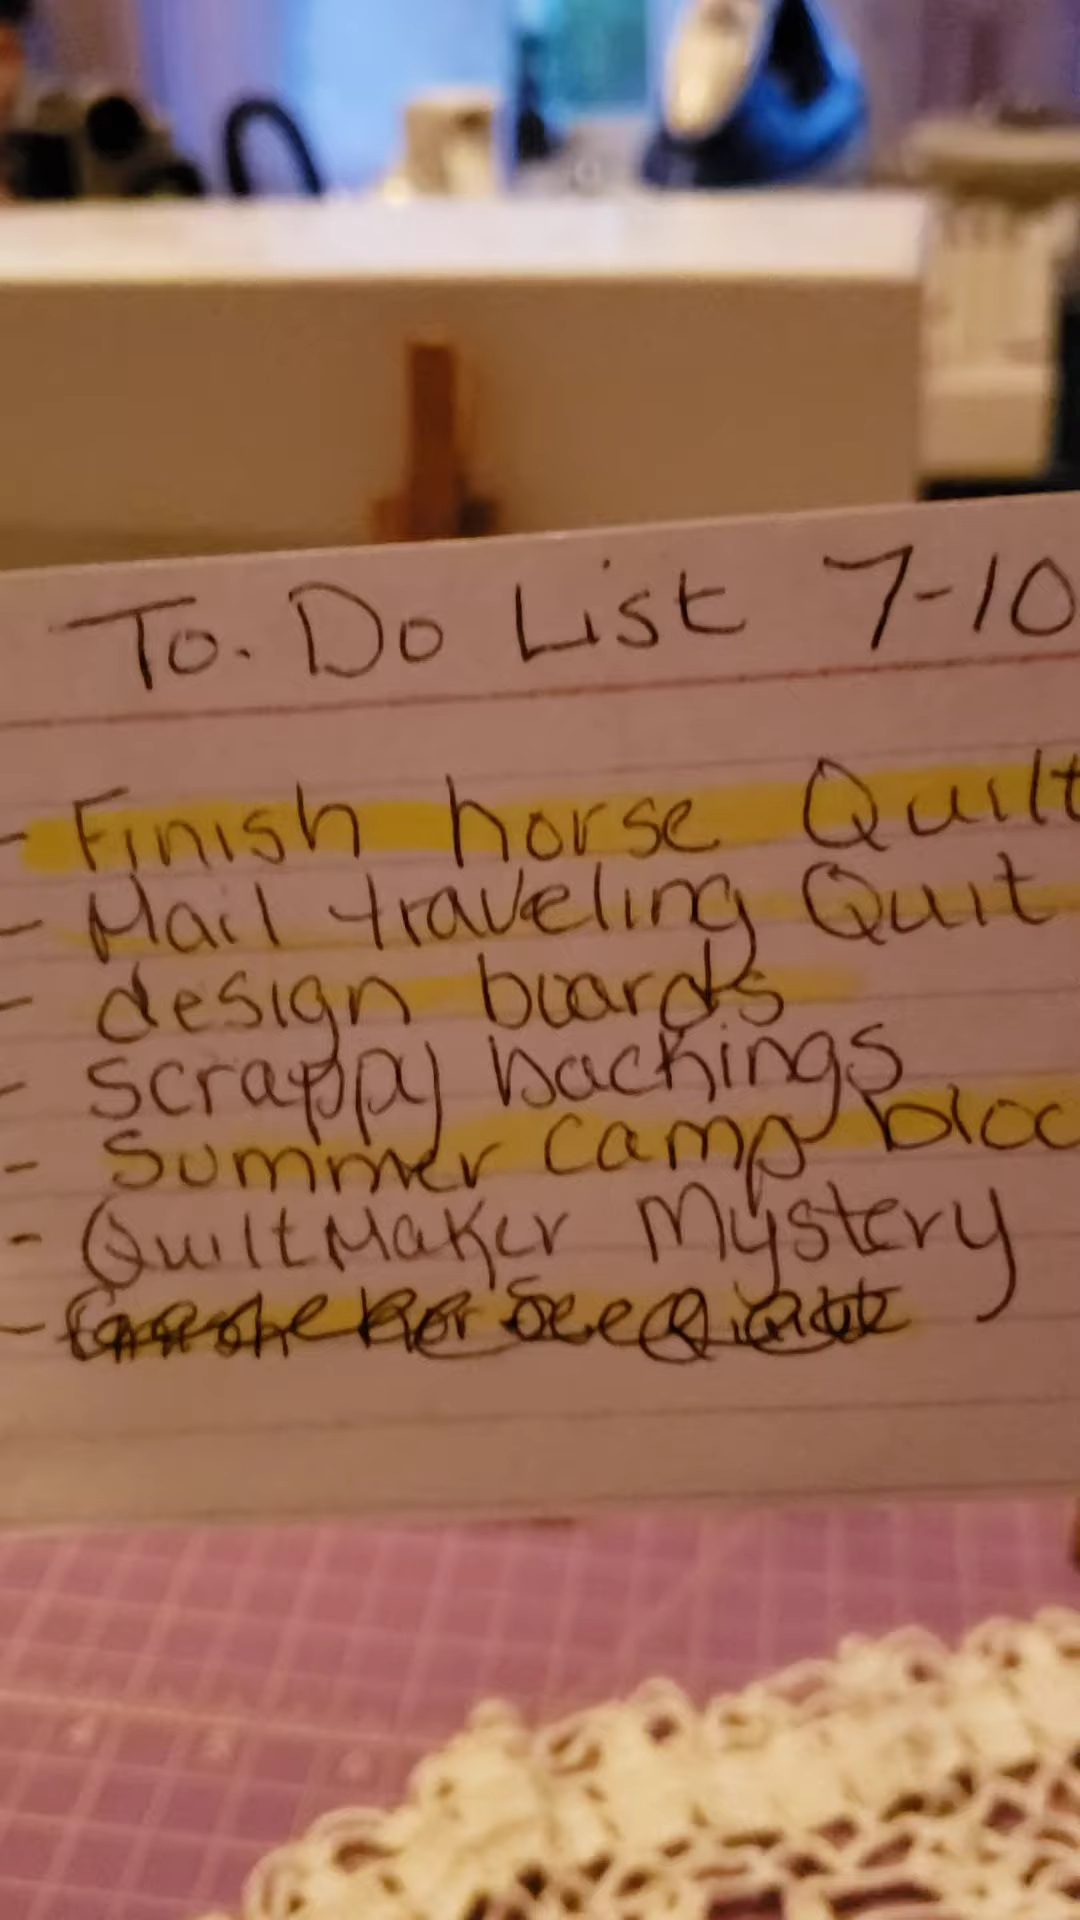 To. Do List 7-10
- Finish horse Quilt
- Mail traveling Quit
- design boards
- Scrappy backings
- Summer Camp bloc
- QuiltMaker Mystery
-